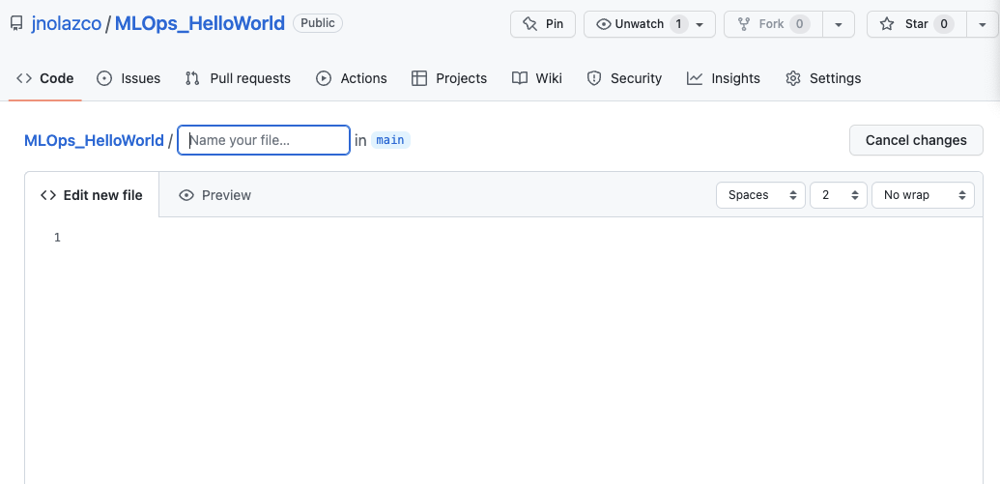 jnolazco / MLOps_HelloWorld Public Pin Unwatch 1 Fork 0 Star 0
Code Issues Pull requests Actions Projects Wiki Security Insights Settings
MLOps_HelloWorld / Name your file... in main Cancel changes
Edit new file Preview Spaces 2 No wrap
1